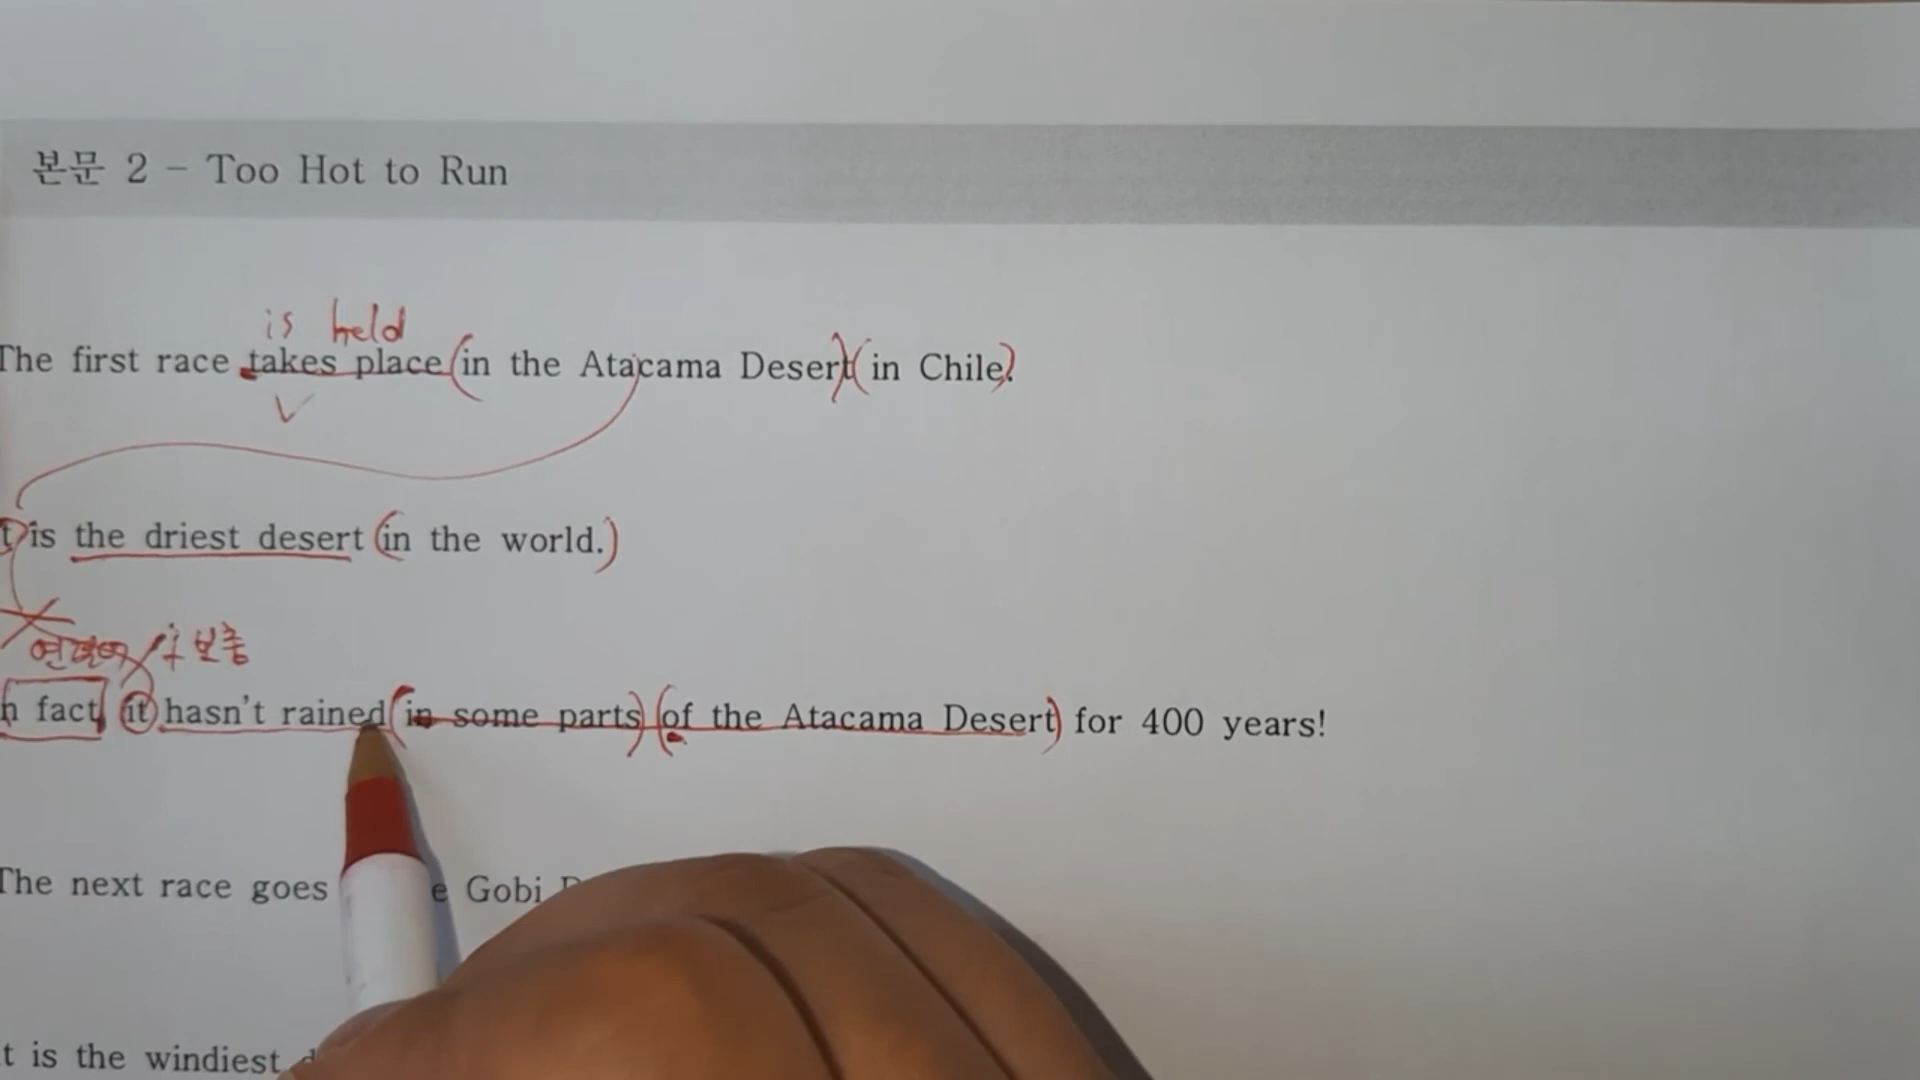 본문 2 - Too Hot to Run
is held
The first race takes place (in the Atacama Desert) (in Chile.)
t is the driest desert (in the world.)
보충
n fact, it hasn't rained (in some parts) (of the Atacama Desert) for 400 years!
The next race goes e Gobi
t is the windiest